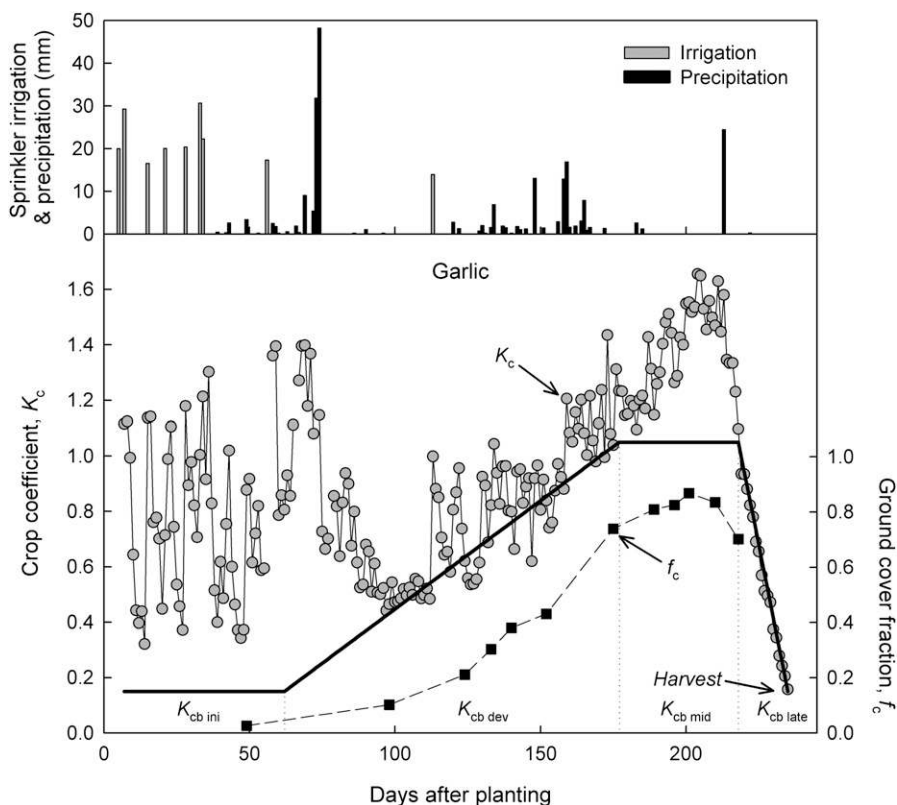 Sprinkler irrigation
& precipitation (mm)
50
40
30
20
10
0
Irrigation
Precipitation
Garlic
Crop coefficient, Kc
1.6
1.4
1.2
1.0
0.8
0.6
0.4
0.2
0.0
Kc
fc
Harvest
Kcb ini
Kcb dev
Kcb mid
Kcb late
1.0
0.8
0.6
0.4
0.2
0.0
Ground cover fraction, fc
0 50 100 150 200
Days after planting